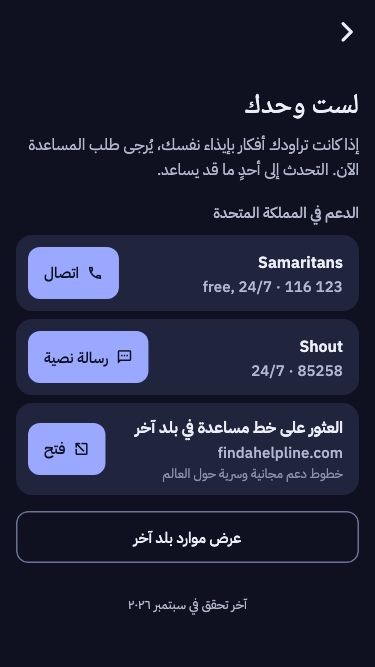 لست وحدك
إذا كانت تراودك أفكار بإيذاء نفسك، يُرجى طلب المساعدة
الآن. التحدث إلى أحدٍ ما قد يساعد.
الدعم في المملكة المتحدة
Samaritans
free, 24/7 · 116 123
اتصال
Shout
24/7 · 85258
رسالة نصية
العثور على خط مساعدة في بلد آخر
findahelpline.com
خطوط دعم مجانية وسرية حول العالم
فتح
عرض موارد بلد آخر
آخر تحقق في سبتمبر ٢٠٢٦